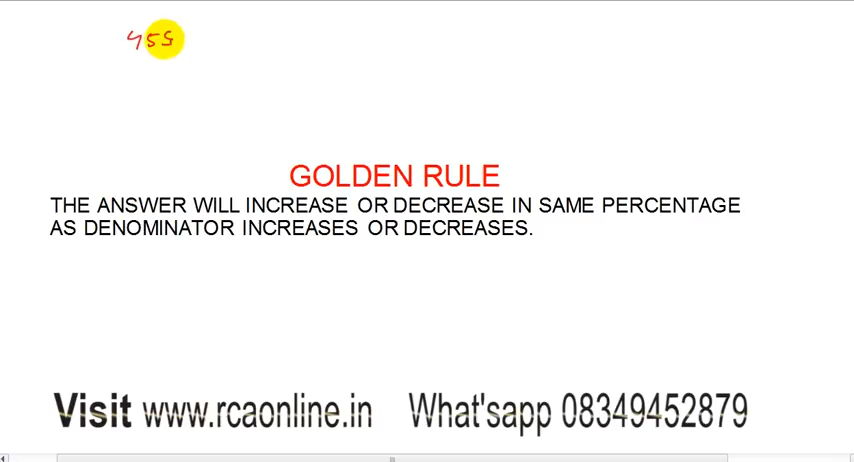 455
GOLDEN RULE
THE ANSWER WILL INCREASE OR DECREASE IN SAME PERCENTAGE
AS DENOMINATOR INCREASES OR DECREASES.
Visit www.rcaonline.in What'sapp 08349452879